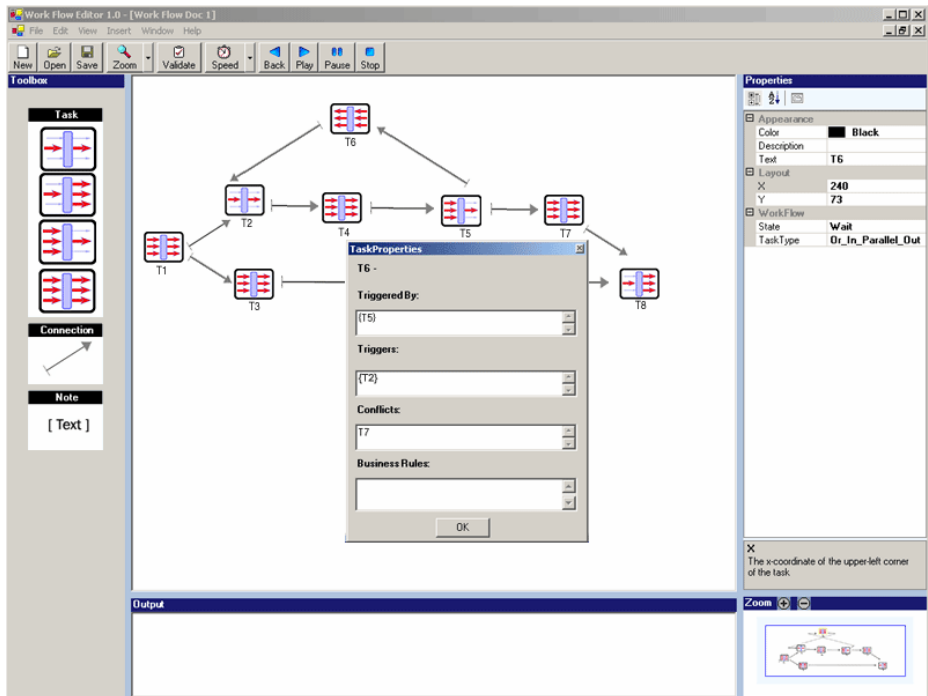 Work Flow Editor 1.0 - [Work Flow Doc 1]
File Edit View Insert Window Help
New Open Save Zoom Validate Speed Back Play Pause Stop
Toolbox
Task
Connection
Note
[ Text ]
T6
T2
T4
T5
T7
T1
T3
T8
TaskProperties
T6 -
Triggered By:
{T5}
Triggers:
{T2}
Conflicts:
T7
Business Rules:
OK
Output
Properties
Appearance
Color Black
Description
Text T6
Layout
X 240
Y 73
WorkFlow
State Wait
TaskType Or_In_Parallel_Out
X
The x-coordinate of the upper-left corner
of the task
Zoom